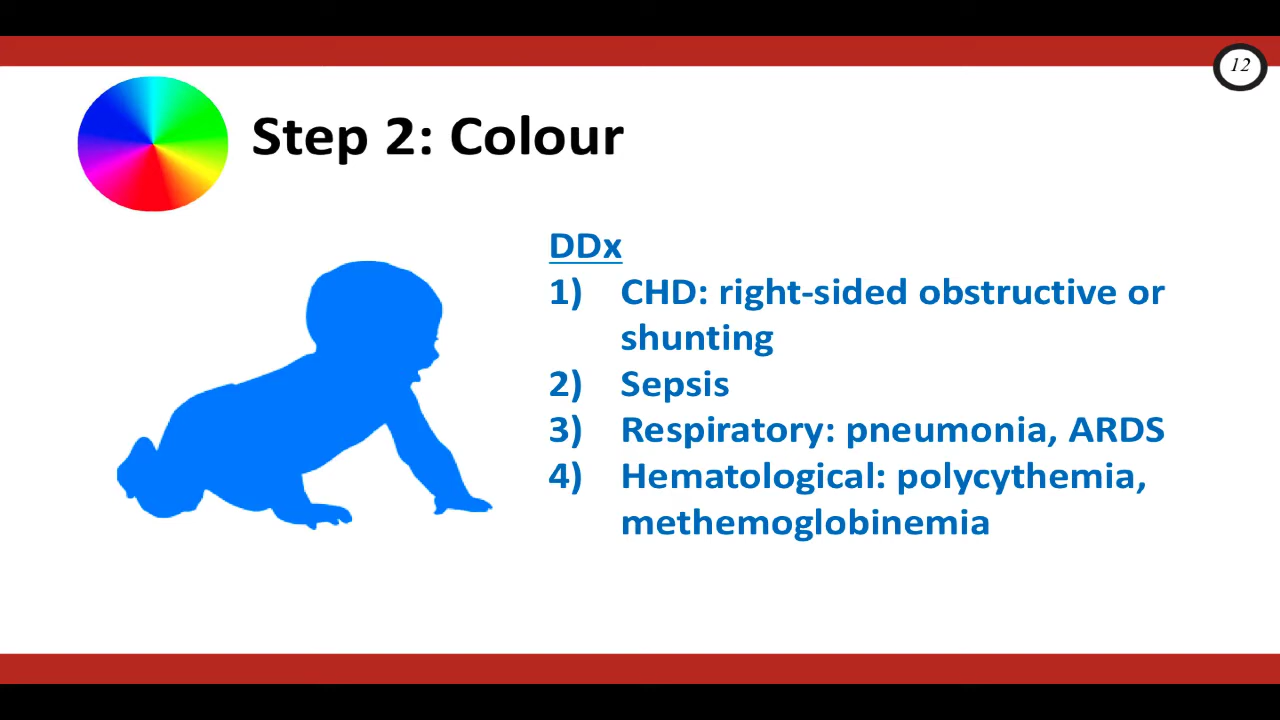 12
Step 2: Colour
DDx
1) CHD: right-sided obstructive or
shunting
2) Sepsis
3) Respiratory: pneumonia, ARDS
4) Hematological: polycythemia,
methemoglobinemia